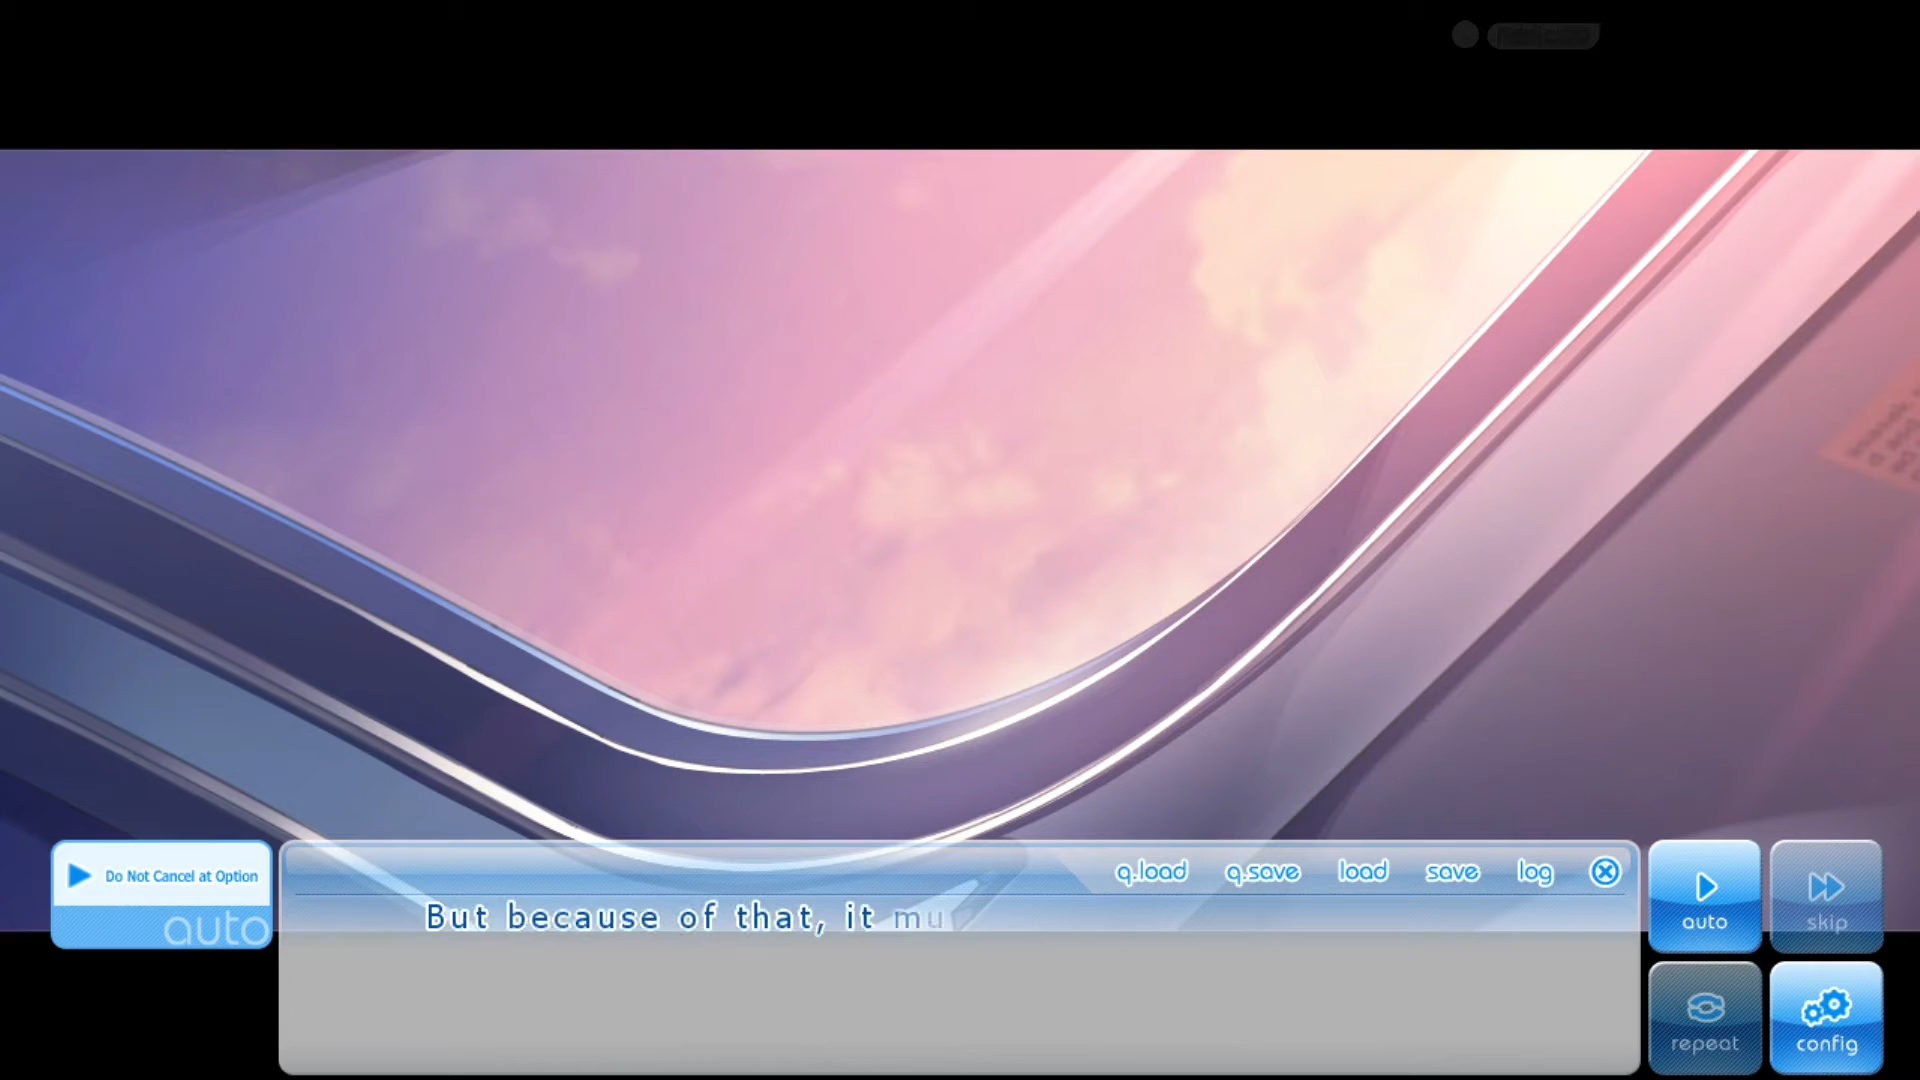 Do Not Cancel at Option
auto
q.load q.save load save log
But because of that, it mu
auto
skip
repeat
config